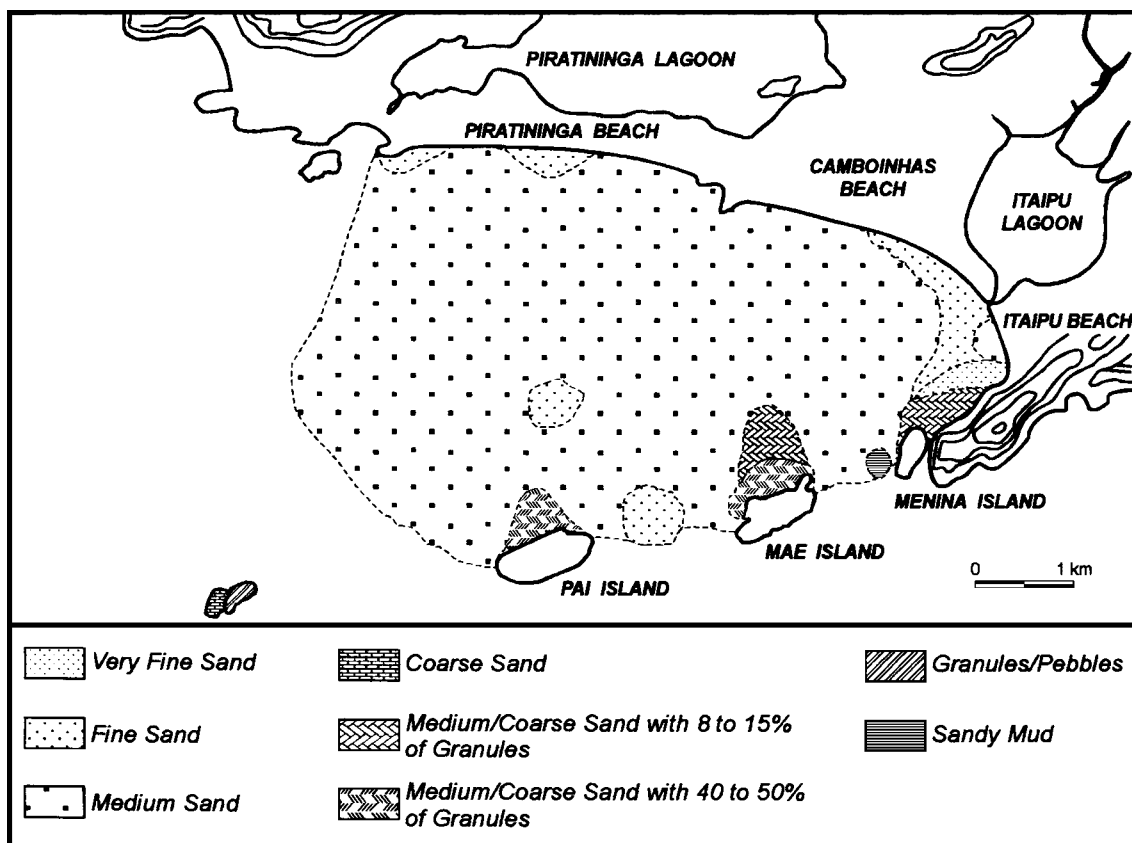 PIRATININGA LAGOON
PIRATININGA BEACH
CAMBOINHAS
BEACH
ITAIPU
LAGOON
ITAIPU BEACH
MENINA ISLAND
MAE ISLAND
PAI ISLAND
0 1 km
Very Fine Sand
Fine Sand
Medium Sand
Coarse Sand
Medium/Coarse Sand with 8 to 15%
of Granules
Medium/Coarse Sand with 40 to 50%
of Granules
Granules/Pebbles
Sandy Mud